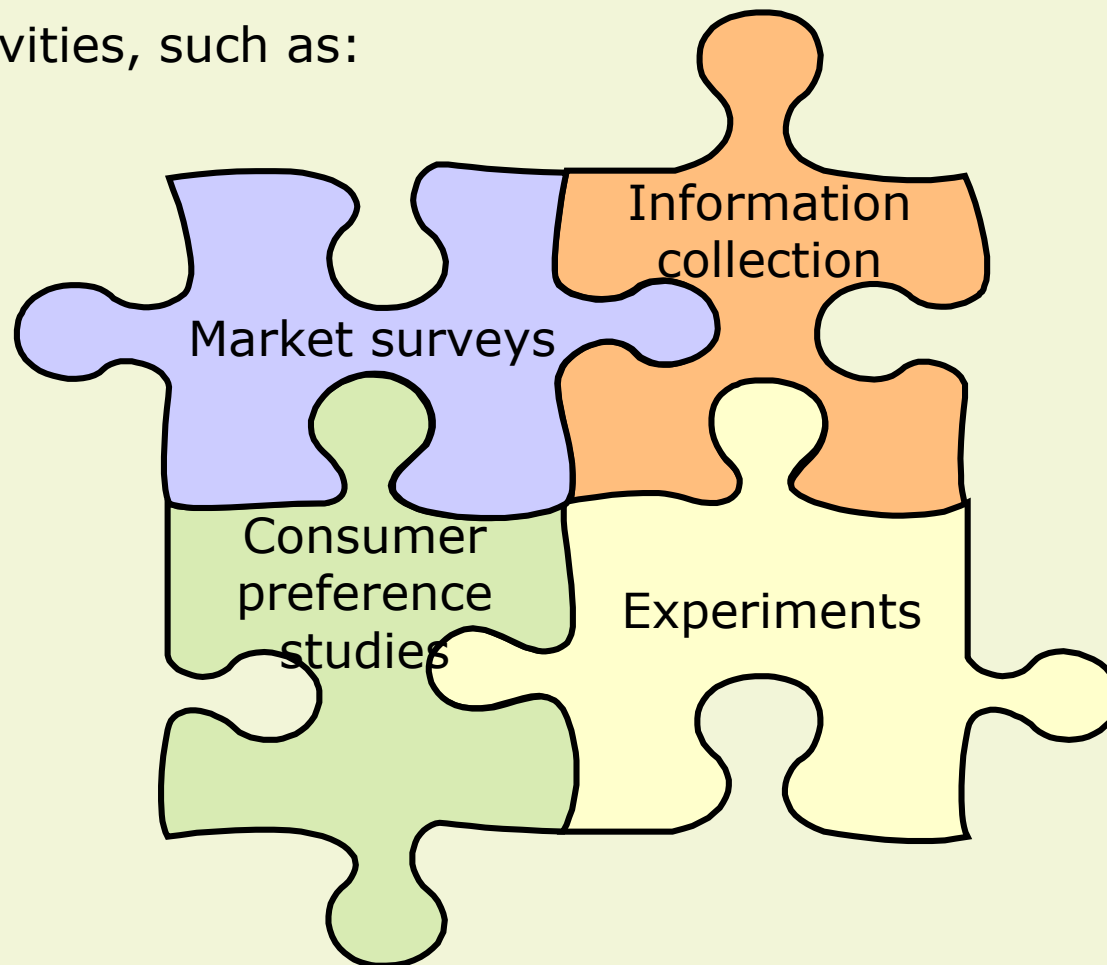 vities, such as:
Information
collection
Market surveys
Consumer
preference
studies
Experiments